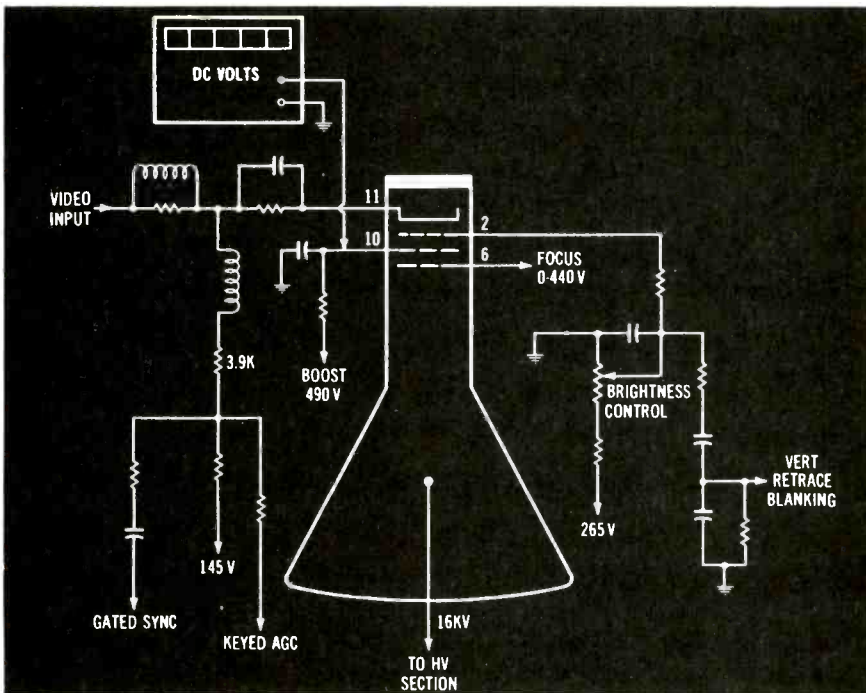 DC VOLTS
VIDEO
INPUT
11
2
10
6
FOCUS
0-440 V
3.9K
BOOST
490 V
BRIGHTNESS
CONTROL
VERT
RETRACE
BLANKING
265 V
145 V
GATED SYNC
KEYED AGC
16KV
TO HV
SECTION